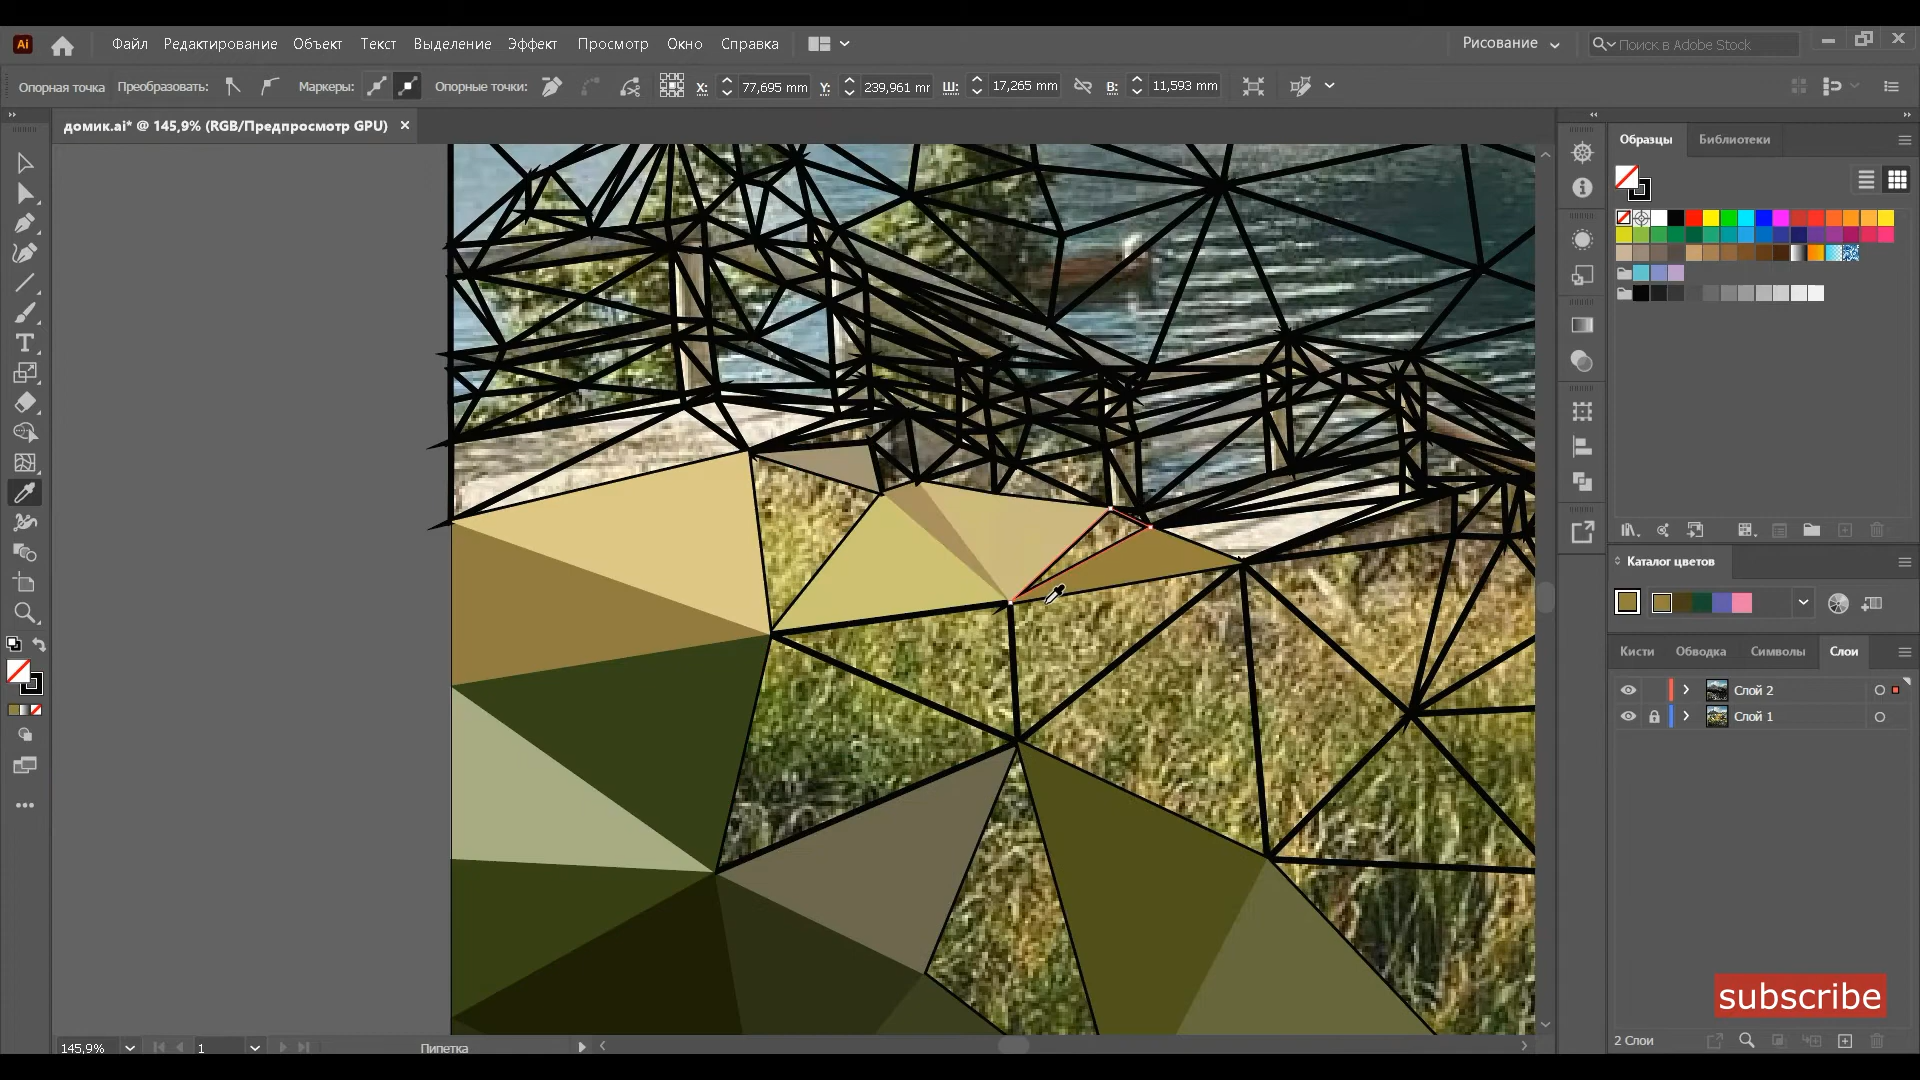 Ai
Файл Редактирование Объект Текст Выделение Эффект Просмотр Окно Справка
Рисование
Поиск в Adobe Stock
Опорная точка Преобразовать: Маркеры: Опорные точки: X: 77,695 mm Y: 239,961 mm Ш: 17,265 mm В: 11,593 mm
домик.ai* @ 145,9% (RGB/Предпросмотр GPU) ×
Образцы Библиотеки
Каталог цветов
Кисти Обводка Символы Слои
Слой 2
Слой 1
subscribe
2 Слои
145,9% 1 Пипетка